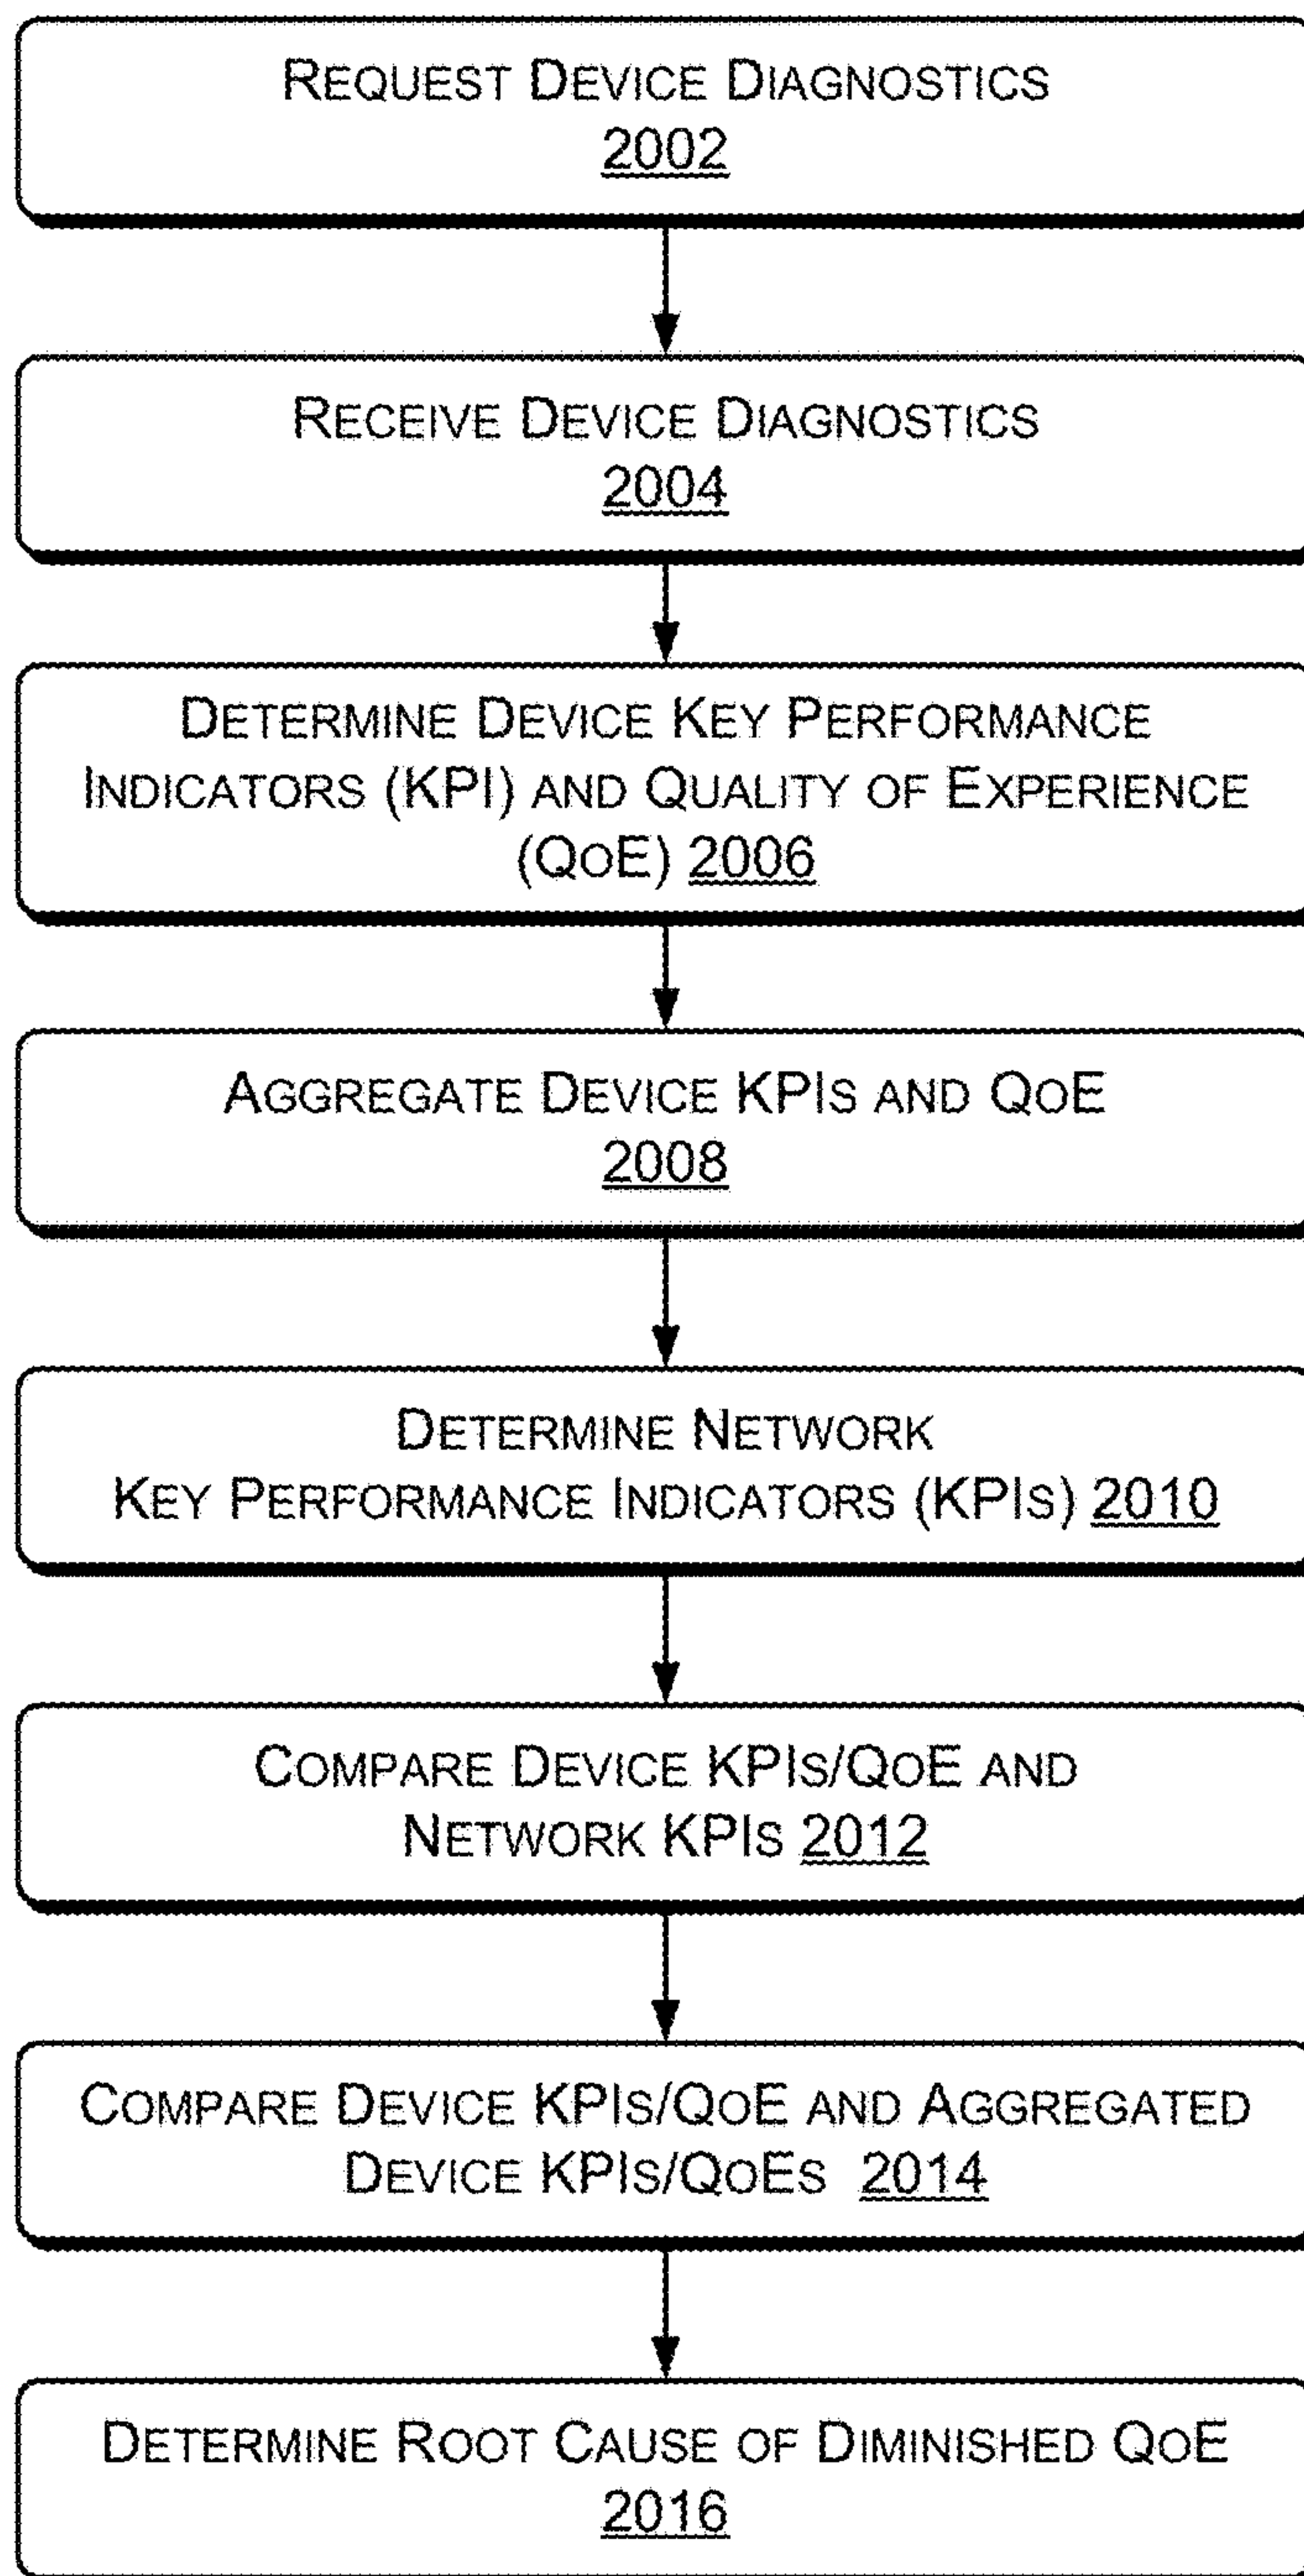 REQUEST DEVICE DIAGNOSTICS
2002
RECEIVE DEVICE DIAGNOSTICS
2004
DETERMINE DEVICE KEY PERFORMANCE
INDICATORS (KPI) AND QUALITY OF EXPERIENCE
(QOE) 2006
AGGREGATE DEVICE KPIS AND QOE
2008
DETERMINE NETWORK
KEY PERFORMANCE INDICATORS (KPIS) 2010
COMPARE DEVICE KPIS/QOE AND
NETWORK KPIS 2012
COMPARE DEVICE KPIS/QOE AND AGGREGATED
DEVICE KPIS/QOES 2014
DETERMINE ROOT CAUSE OF DIMINISHED QOE
2016